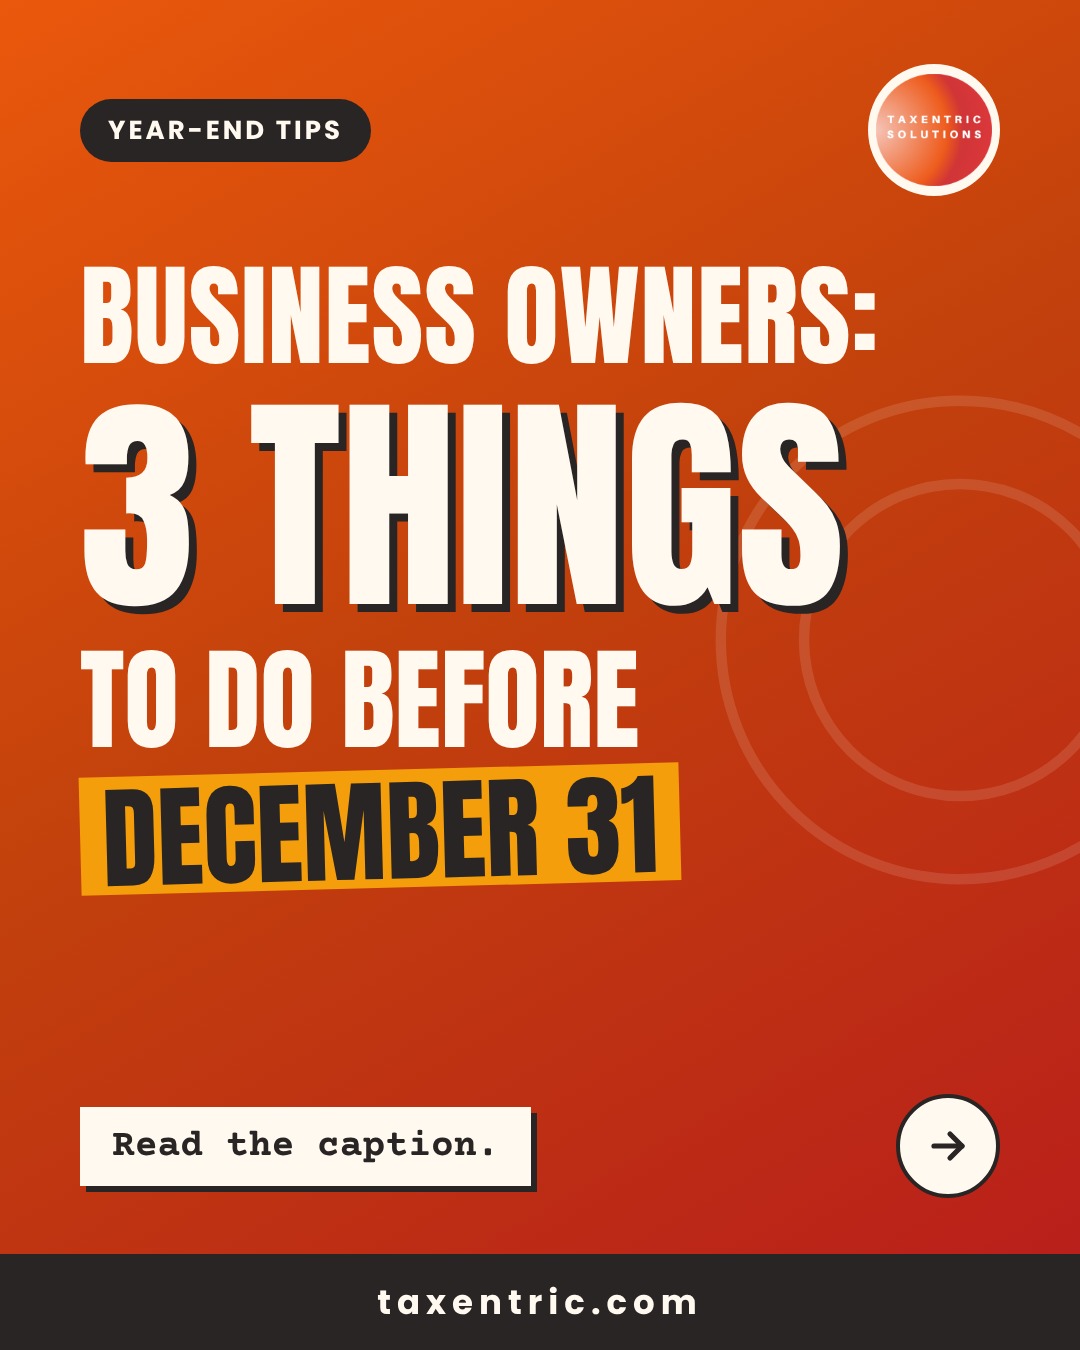 YEAR-END TIPS
TAXENTRIC
SOLUTIONS
BUSINESS OWNERS:
3 THINGS
TO DO BEFORE
DECEMBER 31
Read the caption.
taxentric.com